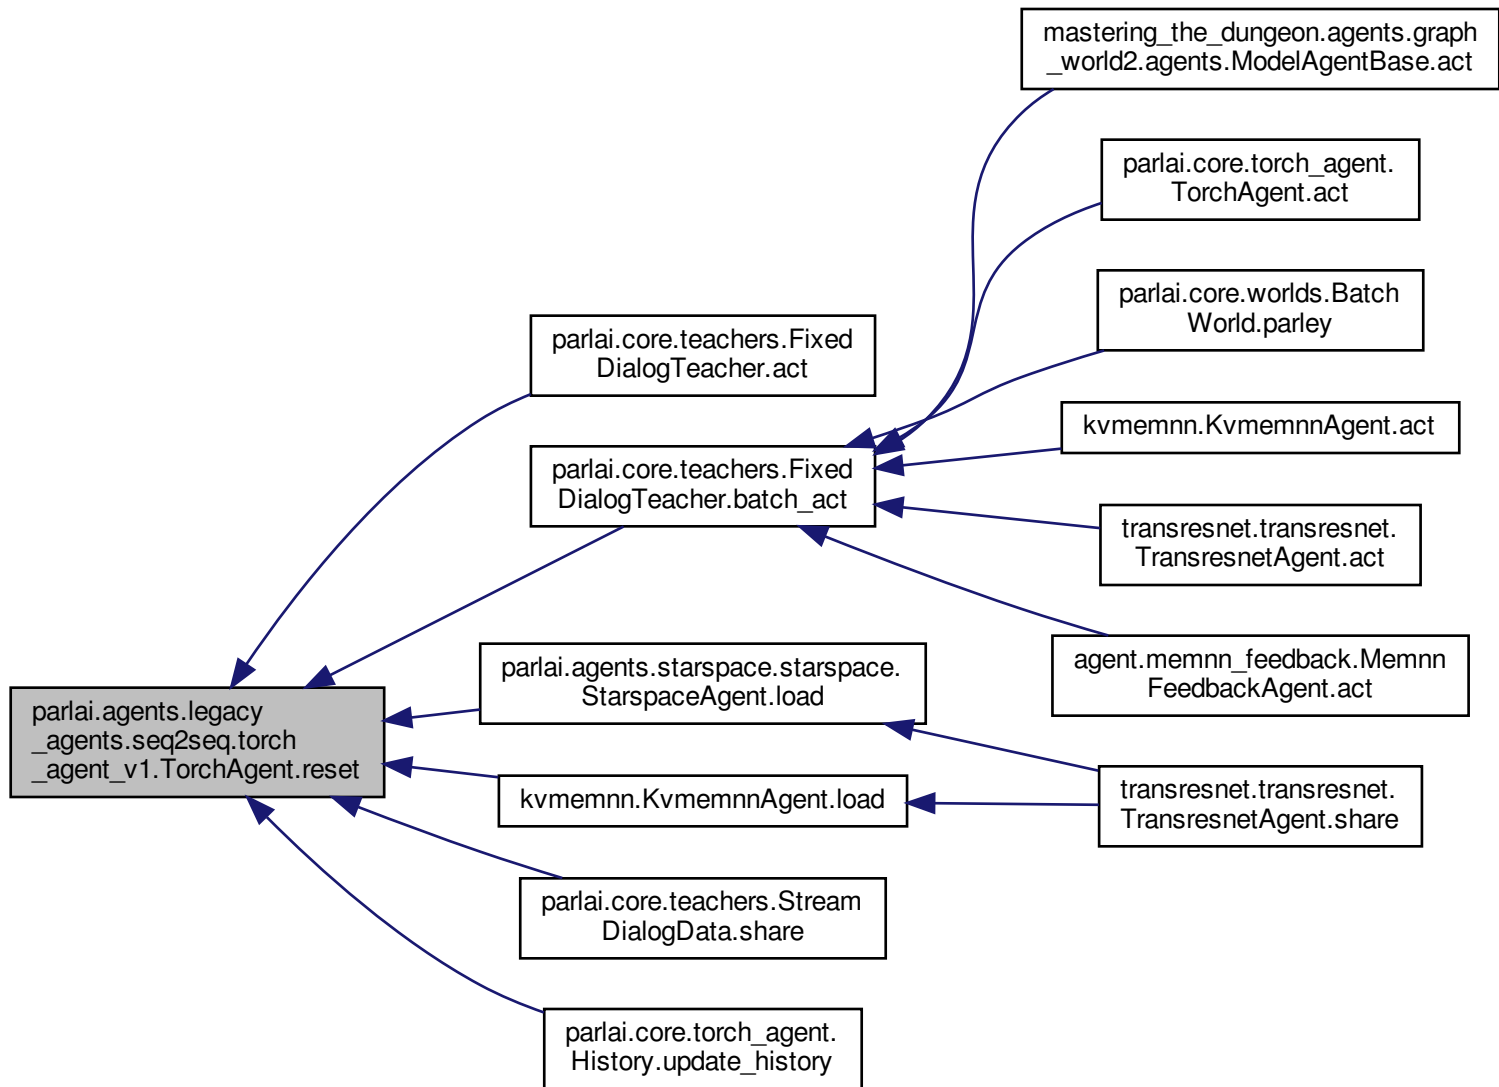 mastering_the_dungeon.agents.graph
_world2.agents.ModelAgentBase.act
parlai.core.torch_agent.
TorchAgent.act
parlai.core.worlds.Batch
World.parley
parlai.core.teachers.Fixed
DialogTeacher.act
kvmemnn.KvmemnnAgent.act
parlai.core.teachers.Fixed
DialogTeacher.batch_act
transresnet.transresnet.
TransresnetAgent.act
agent.memnn_feedback.Memnn
FeedbackAgent.act
parlai.agents.starspace.starspace.
StarspaceAgent.load
parlai.agents.legacy
_agents.seq2seq.torch
_agent_v1.TorchAgent.reset
kvmemnn.KvmemnnAgent.load
transresnet.transresnet.
TransresnetAgent.share
parlai.core.teachers.Stream
DialogData.share
parlai.core.torch_agent.
History.update_history